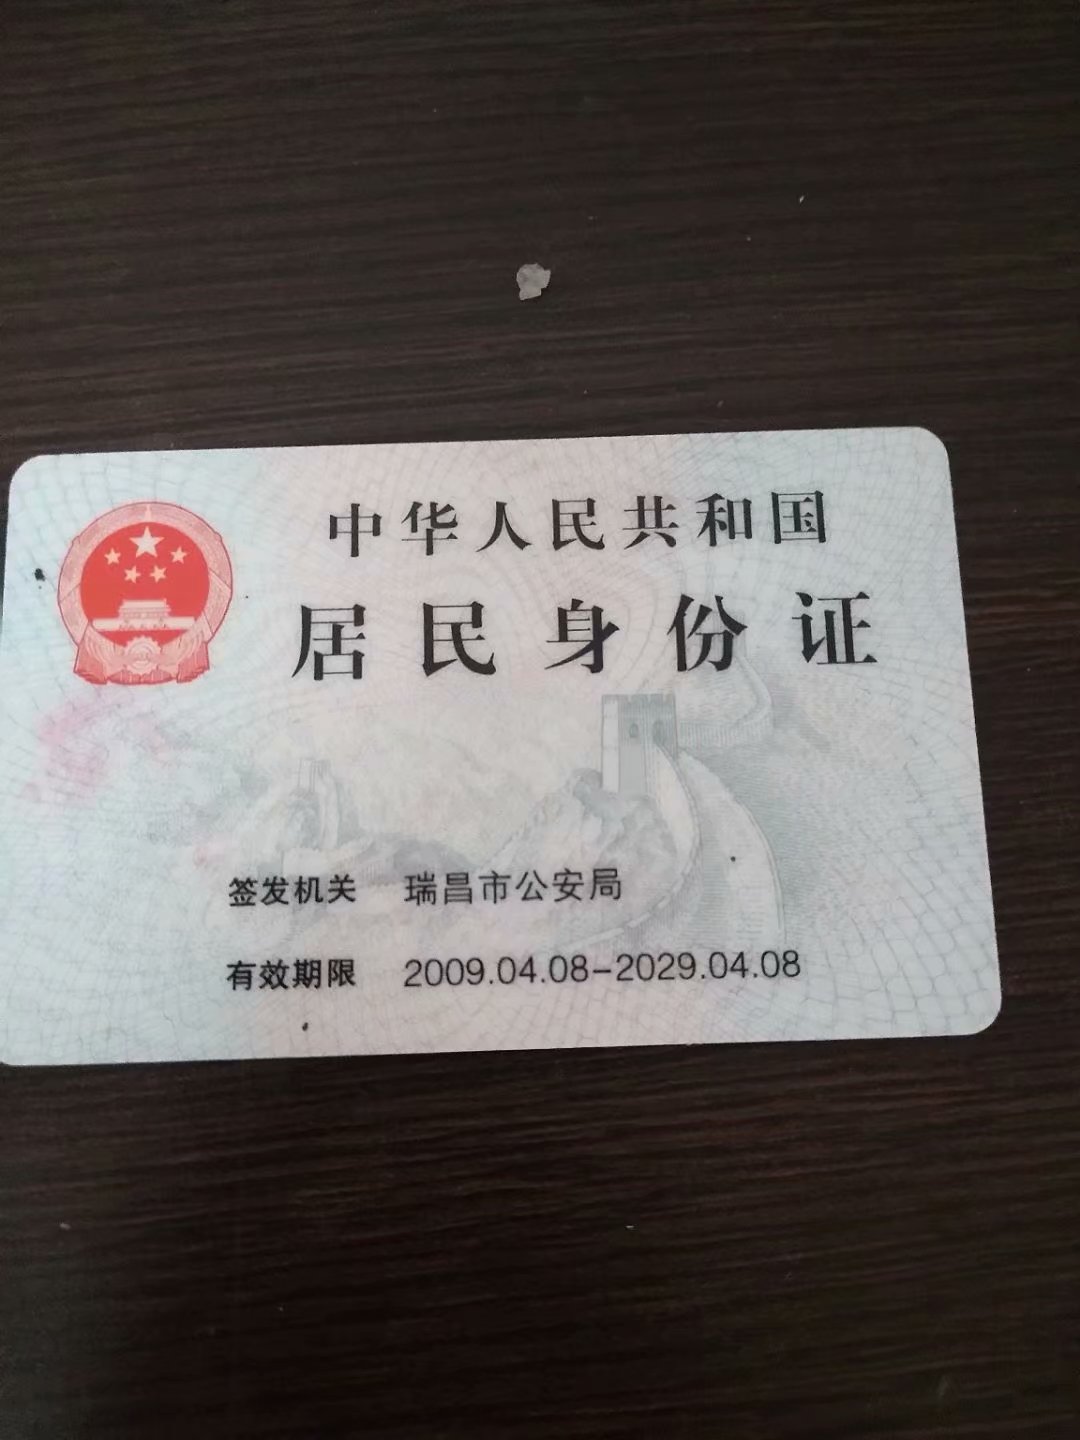 中华人民共和国
居民身份证
签发机关 瑞昌市公安局
有效期限 2009.04.08-2029.04.08